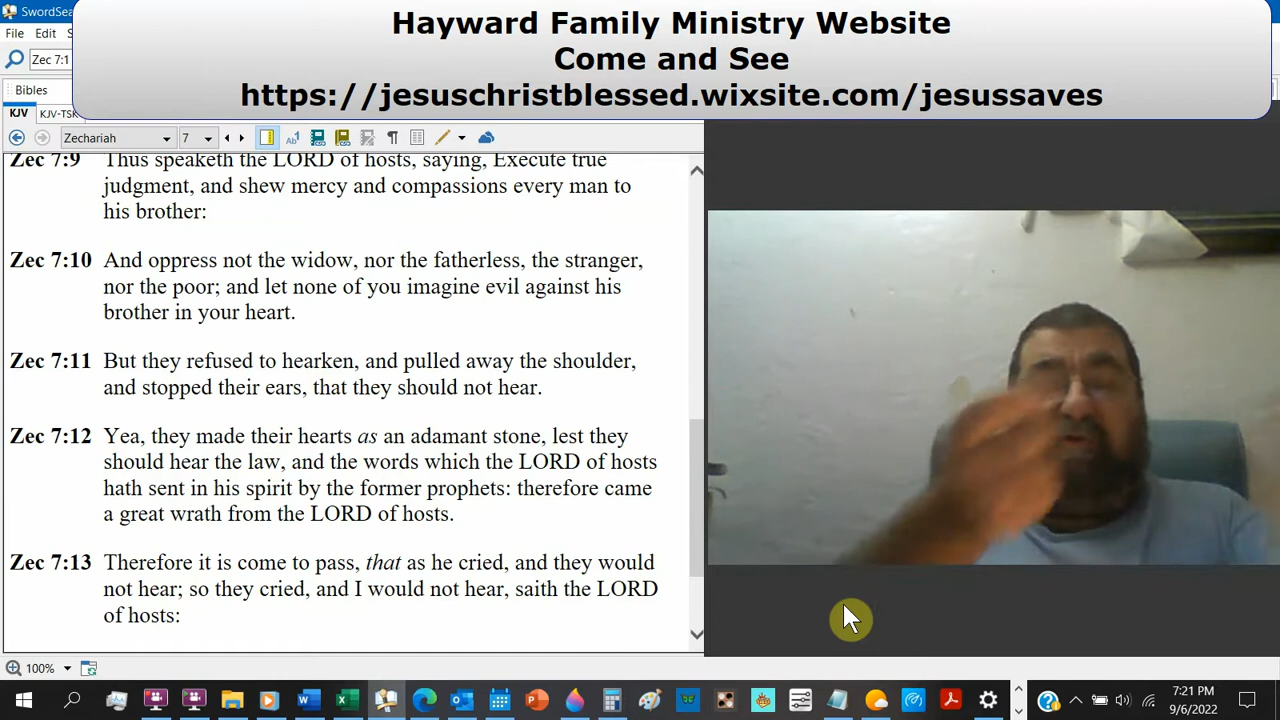 SwordSea
Hayward Family Ministry Website
Come and See
https://jesuschristblessed.wixsite.com/jesussaves
File Edit S
Zec 7:1
Bibles
KJV KJV-TSK
Zechariah 7
Zec 7:9 Thus speaketh the LORD of hosts, saying, Execute true
judgment, and shew mercy and compassions every man to
his brother:
Zec 7:10 And oppress not the widow, nor the fatherless, the stranger,
nor the poor; and let none of you imagine evil against his
brother in your heart.
Zec 7:11 But they refused to hearken, and pulled away the shoulder,
and stopped their ears, that they should not hear.
Zec 7:12 Yea, they made their hearts as an adamant stone, lest they
should hear the law, and the words which the LORD of hosts
hath sent in his spirit by the former prophets: therefore came
a great wrath from the LORD of hosts.
Zec 7:13 Therefore it is come to pass, that as he cried, and they would
not hear; so they cried, and I would not hear, saith the LORD
of hosts:
100%
7:21 PM
9/6/2022